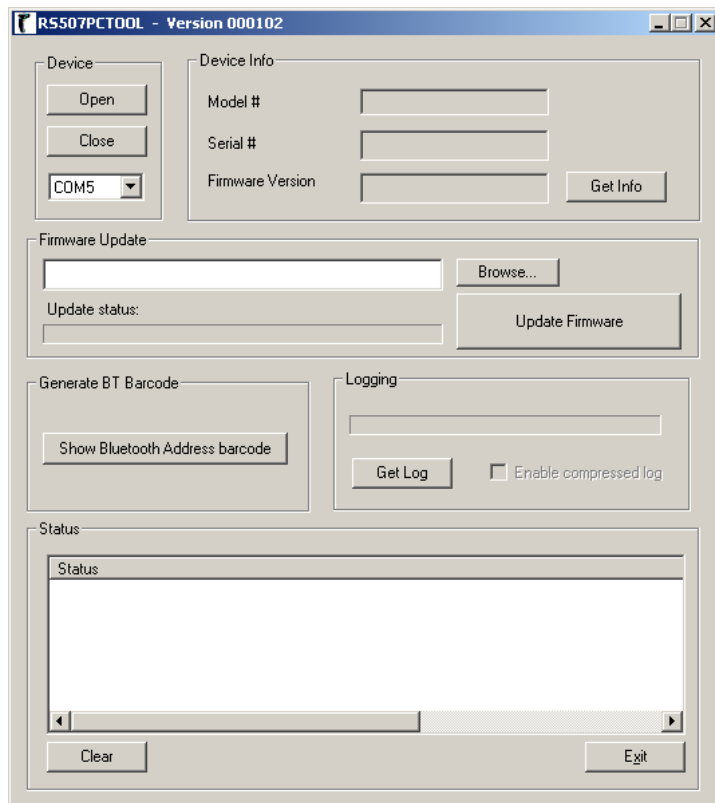 RS507PCTOOL - Version 000102
Device
Open
Close
COM5
Device Info
Model #
Serial #
Firmware Version
Get Info
Firmware Update
Browse...
Update status:
Update Firmware
Generate BT Barcode
Show Bluetooth Address barcode
Logging
Get Log
Enable compressed log
Status
Status
Clear
Exit